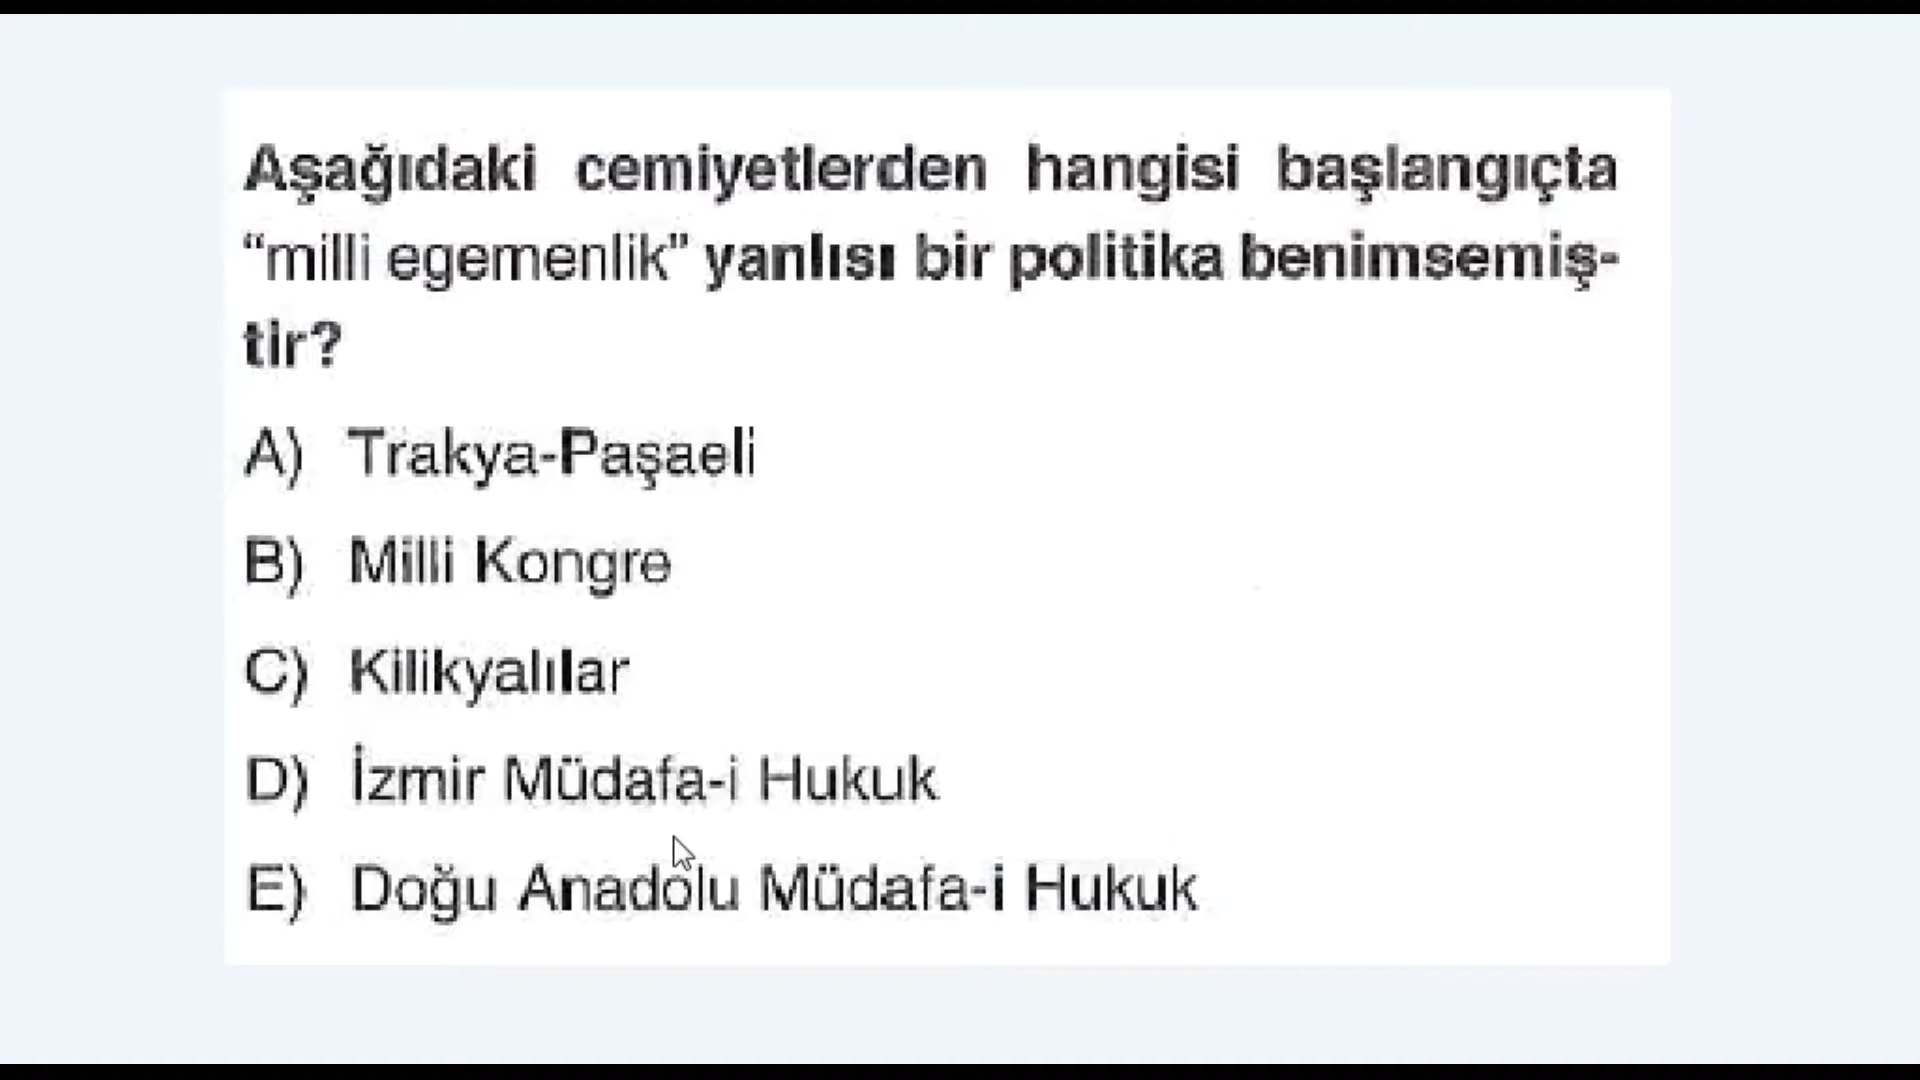 Aşağıdaki cemiyetlerden hangisi başlangıçta
“milli egemenlik” yanlısı bir politika benimsemiş-
tir?
A) Trakya-Paşaeli
B) Milli Kongre
C) Kilikyalılar
D) İzmir Müdafa-i Hukuk
E) Doğu Anadolu Müdafa-i Hukuk